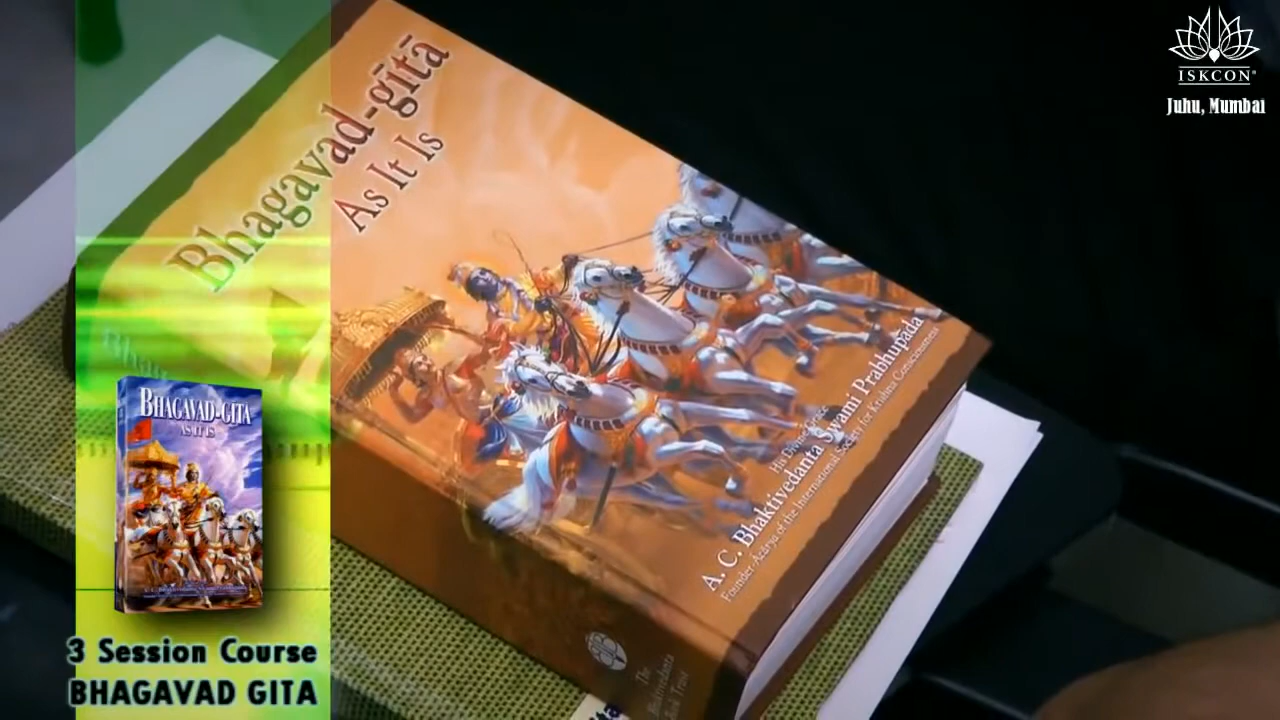 ISKCON®
Juhu, Mumbai
Bhagavad-gītā
As It Is
His Divine Grace
A. C. Bhaktivedanta Swami Prabhupāda
Founder-Ācārya of the International Society for Krishna Consciousness
The
Bhaktivedanta
Book Trust
BHAGAVAD-GITA
AS IT IS
3 Session Course
BHAGAVAD GITA